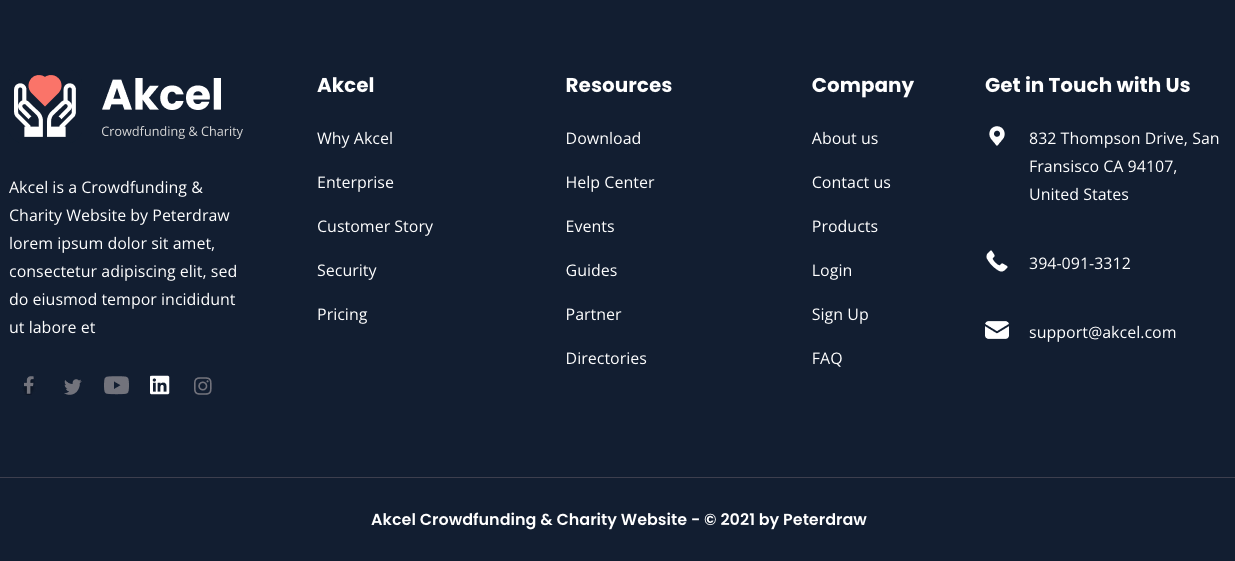 Akcel
Crowdfunding & Charity
Akcel is a Crowdfunding &
Charity Website by Peterdraw
lorem ipsum dolor sit amet,
consectetur adipiscing elit, sed
do eiusmod tempor incididunt
ut labore et
Akcel
Why Akcel
Enterprise
Customer Story
Security
Pricing
Resources
Download
Help Center
Events
Guides
Partner
Directories
Company
About us
Contact us
Products
Login
Sign Up
FAQ
Get in Touch with Us
832 Thompson Drive, San
Fransisco CA 94107,
United States
394-091-3312
support@akcel.com
Akcel Crowdfunding & Charity Website - © 2021 by Peterdraw